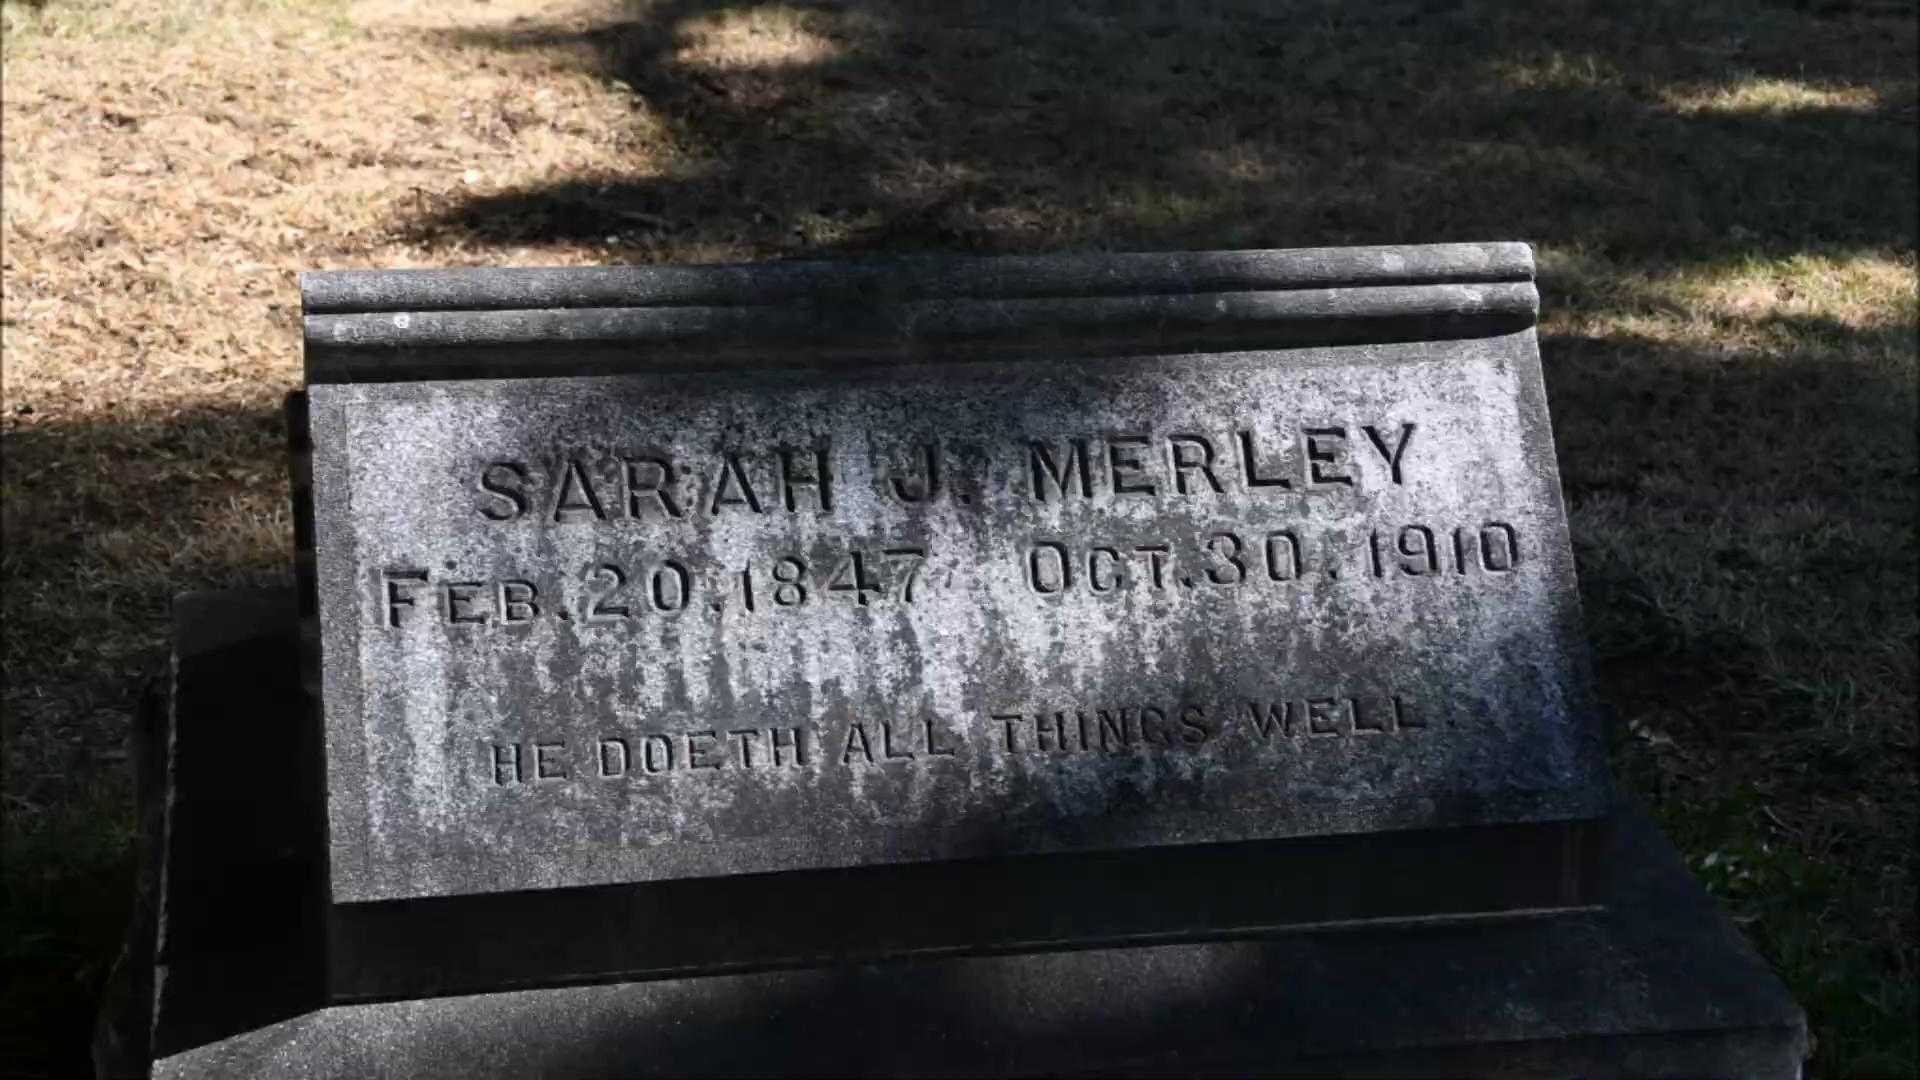 SARAH J. MERLEY
FEB. 20. 1847 OCT. 30. 1910
HE DOETH ALL THINGS WELL.